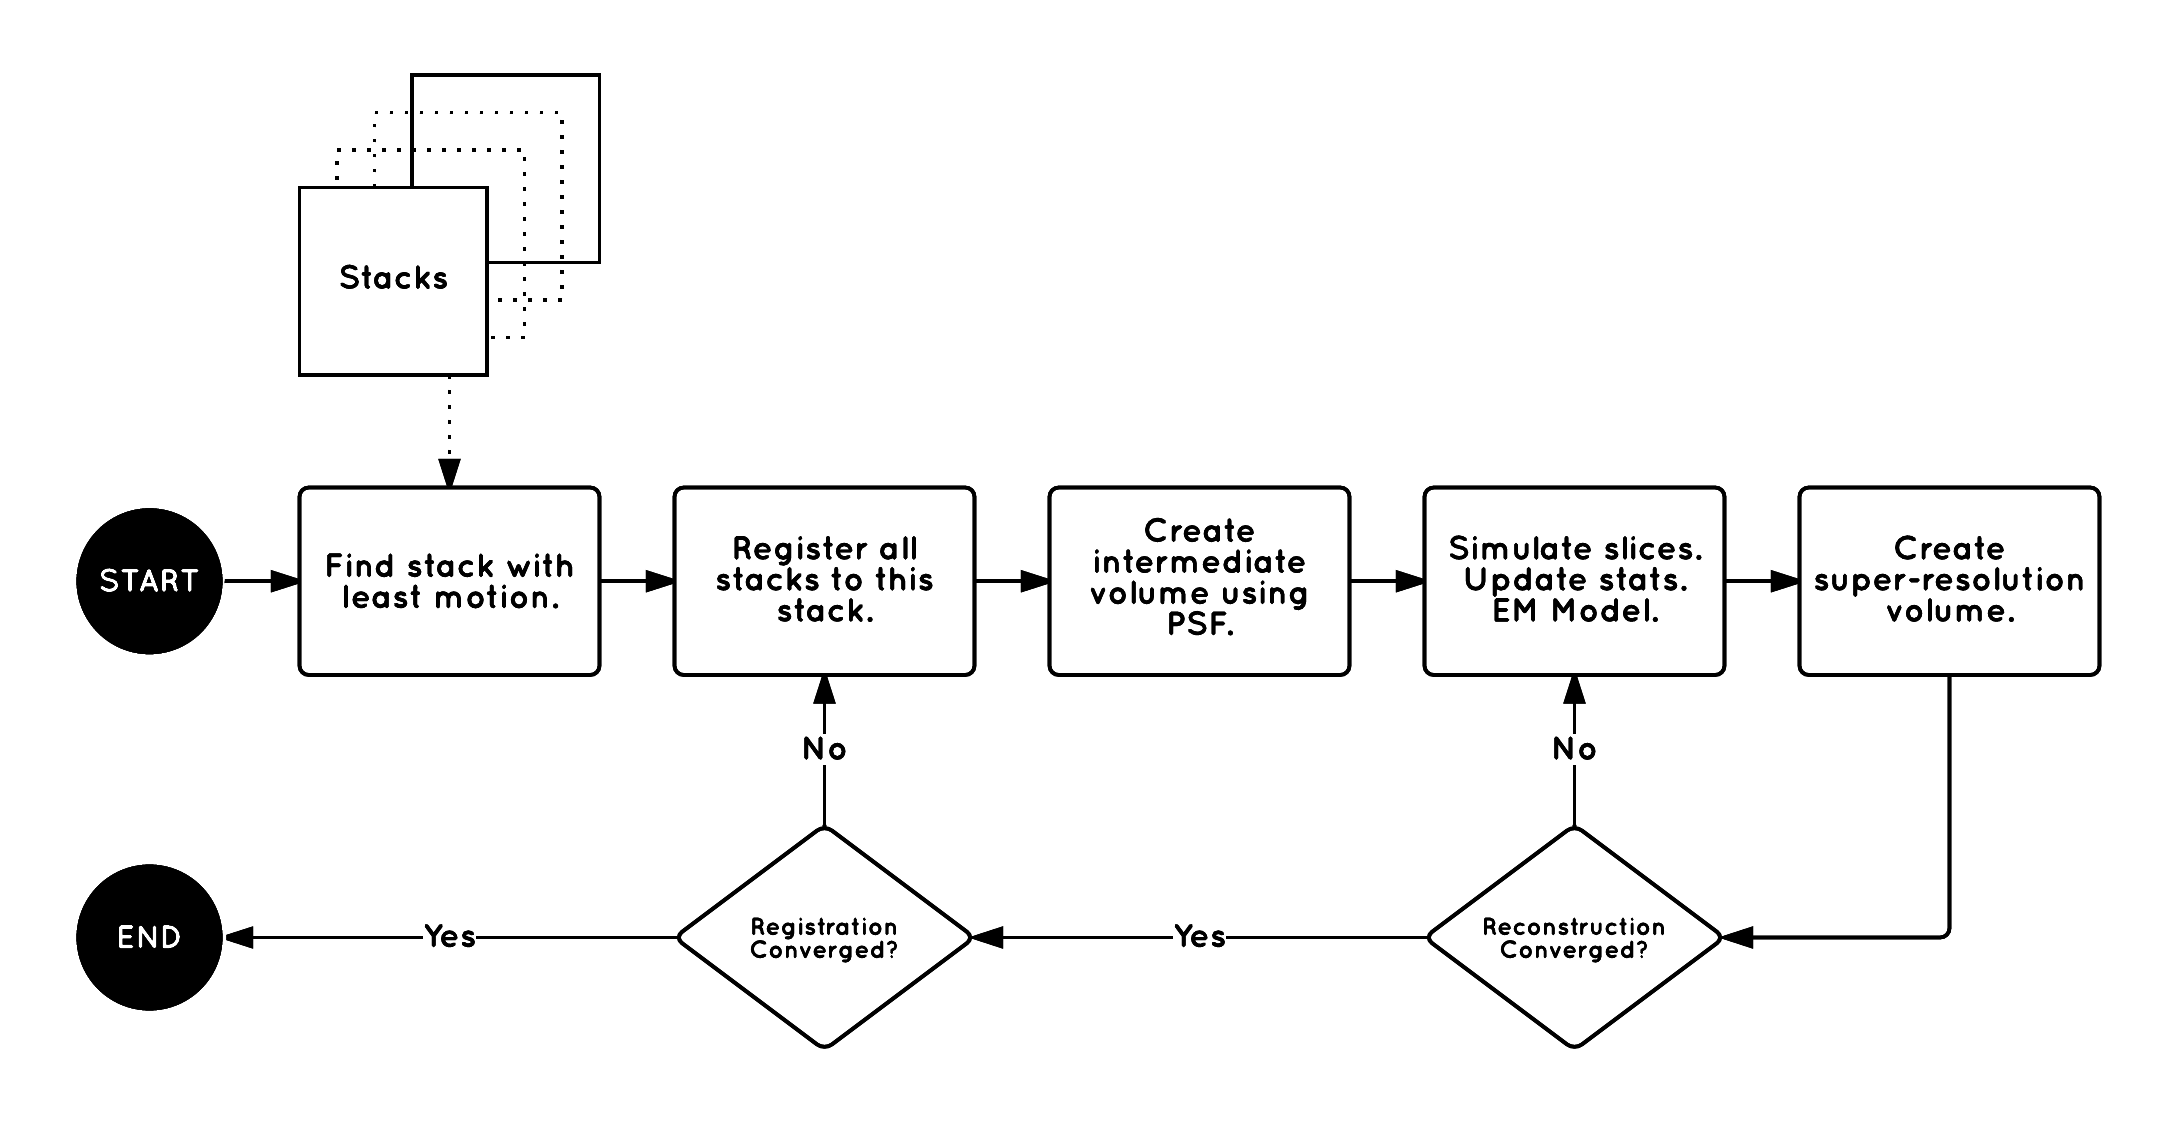 Stacks
START
Find stack with
least motion.
Register all
stacks to this
stack.
Create
intermediate
volume using
PSF.
Simulate slices.
Update stats.
EM Model.
Create
super-resolution
volume.
No
No
END
Yes
Registration
Converged?
Yes
Reconstruction
Converged?